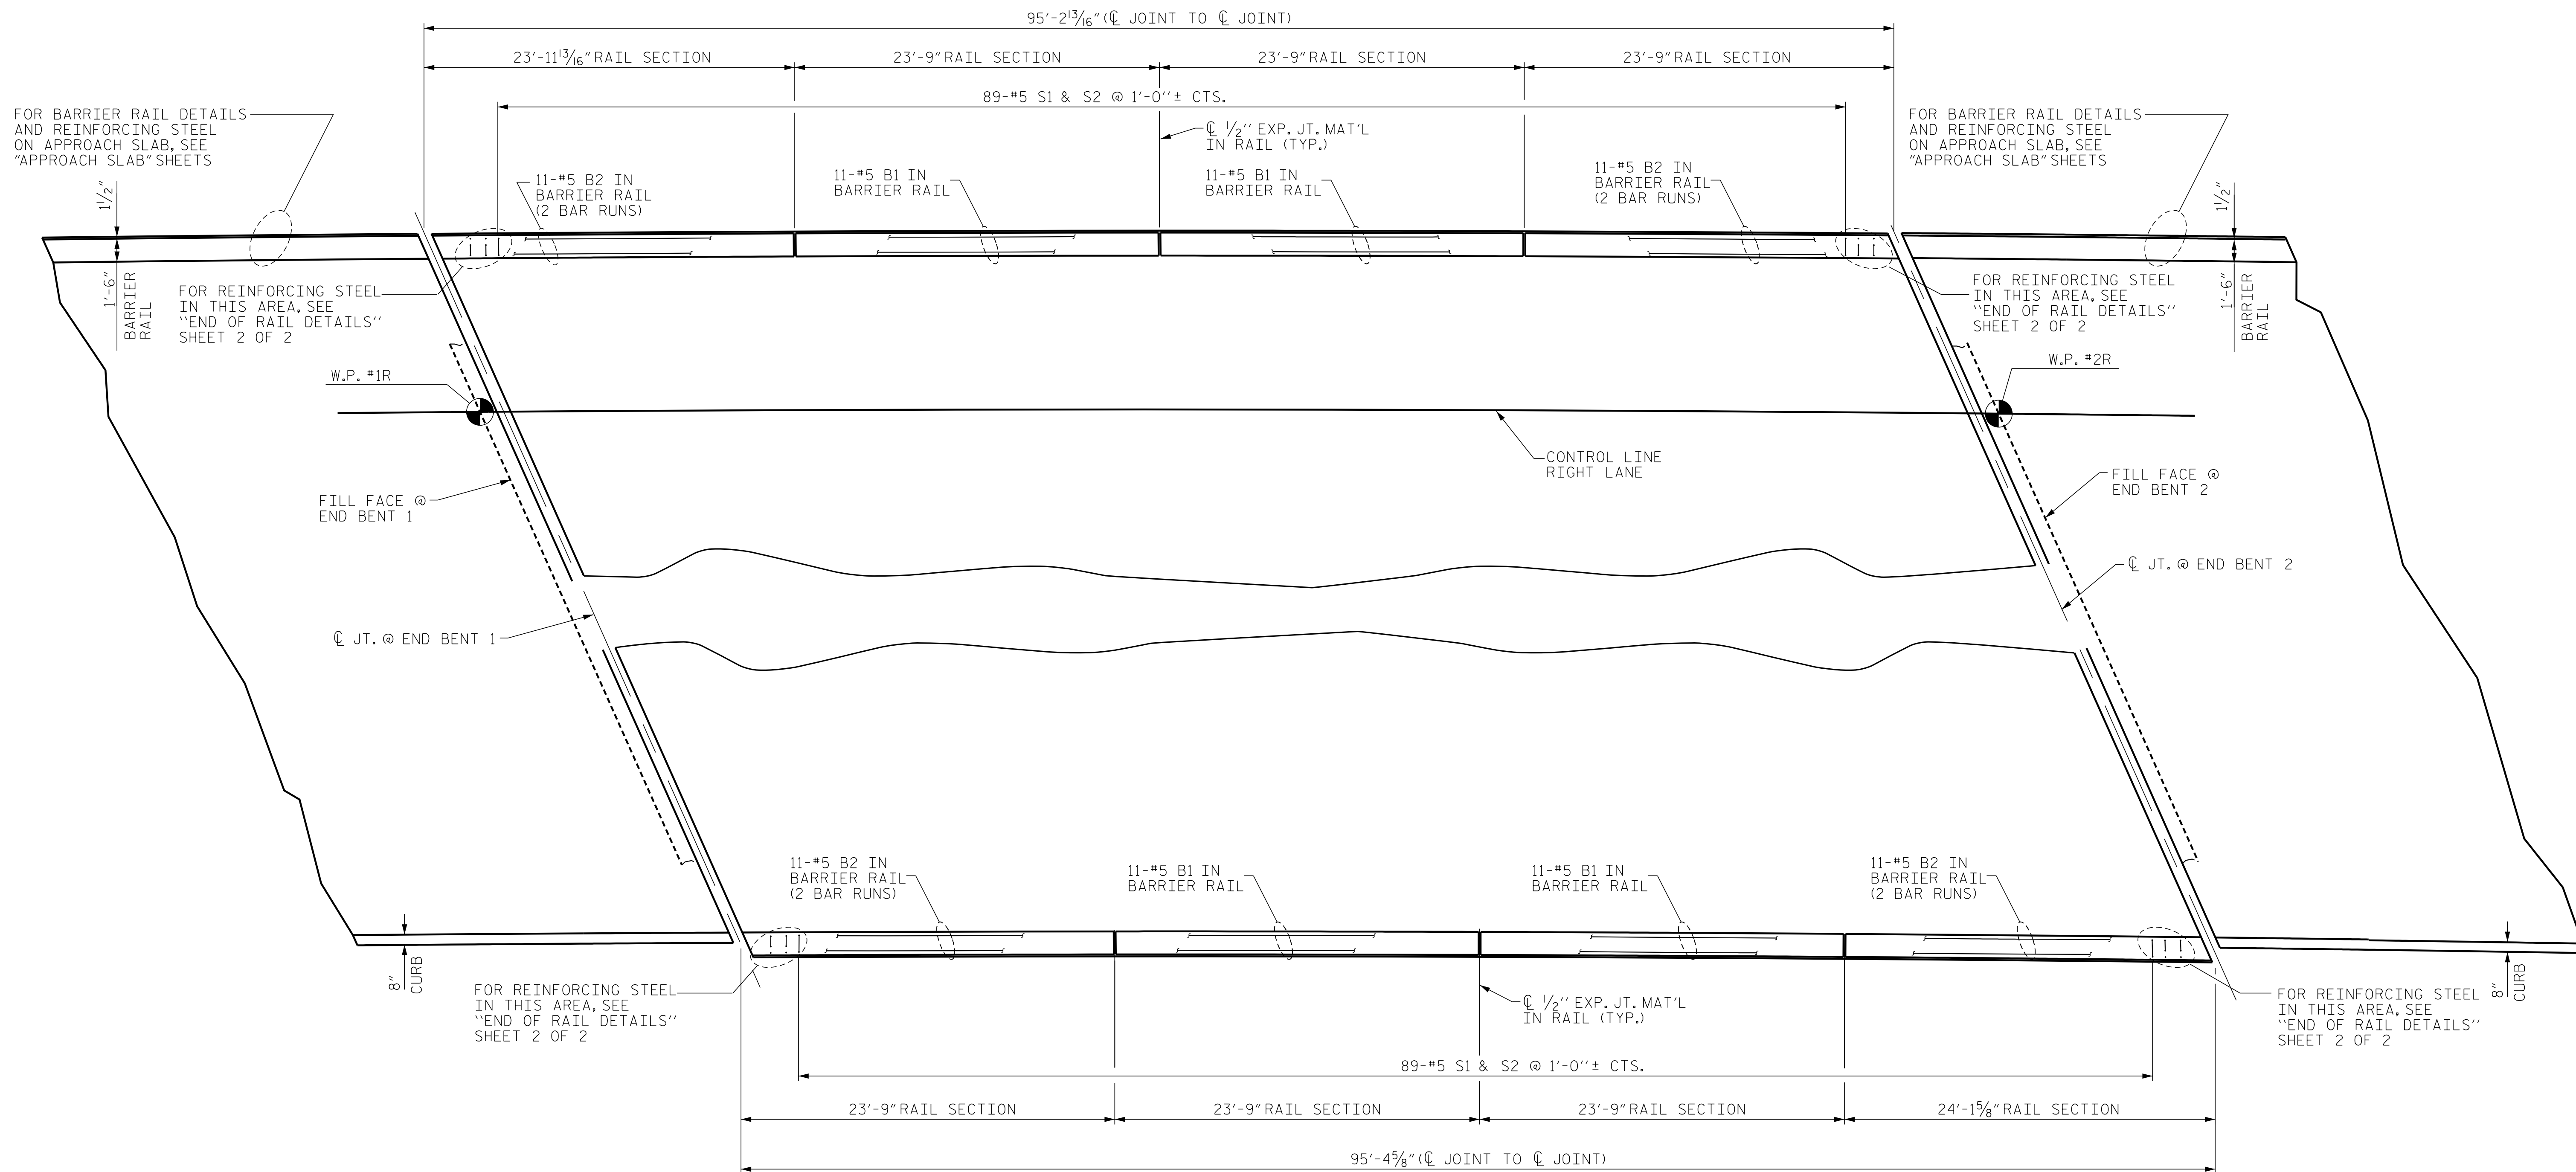 95'-2 13/16" (℄ JOINT TO ℄ JOINT)
23'-11 13/16" RAIL SECTION
23'-9" RAIL SECTION
23'-9" RAIL SECTION
23'-9" RAIL SECTION
89-#5 S1 & S2 @ 1'-0"± CTS.
FOR BARRIER RAIL DETAILS
AND REINFORCING STEEL
ON APPROACH SLAB, SEE
"APPROACH SLAB" SHEETS
℄ 1/2" EXP. JT. MAT'L
IN RAIL (TYP.)
FOR BARRIER RAIL DETAILS
AND REINFORCING STEEL
ON APPROACH SLAB, SEE
"APPROACH SLAB" SHEETS
1 1/2"
11-#5 B2 IN
BARRIER RAIL
(2 BAR RUNS)
11-#5 B1 IN
BARRIER RAIL
11-#5 B1 IN
BARRIER RAIL
11-#5 B2 IN
BARRIER RAIL
(2 BAR RUNS)
1 1/2"
1'-6"
BARRIER
RAIL
FOR REINFORCING STEEL
IN THIS AREA, SEE
"END OF RAIL DETAILS"
SHEET 2 OF 2
FOR REINFORCING STEEL
IN THIS AREA, SEE
"END OF RAIL DETAILS"
SHEET 2 OF 2
1'-6"
BARRIER
RAIL
W.P. #1R
W.P. #2R
CONTROL LINE
RIGHT LANE
FILL FACE @
END BENT 1
FILL FACE @
END BENT 2
℄ JT. @ END BENT 2
℄ JT. @ END BENT 1
11-#5 B2 IN
BARRIER RAIL
(2 BAR RUNS)
11-#5 B1 IN
BARRIER RAIL
11-#5 B1 IN
BARRIER RAIL
11-#5 B2 IN
BARRIER RAIL
(2 BAR RUNS)
8"
CURB
FOR REINFORCING STEEL
IN THIS AREA, SEE
"END OF RAIL DETAILS"
SHEET 2 OF 2
℄ 1/2" EXP. JT. MAT'L
IN RAIL (TYP.)
FOR REINFORCING STEEL
IN THIS AREA, SEE
"END OF RAIL DETAILS"
SHEET 2 OF 2
8"
CURB
89-#5 S1 & S2 @ 1'-0"± CTS.
23'-9" RAIL SECTION
23'-9" RAIL SECTION
23'-9" RAIL SECTION
24'-1 5/8" RAIL SECTION
95'-4 5/8" (℄ JOINT TO ℄ JOINT)